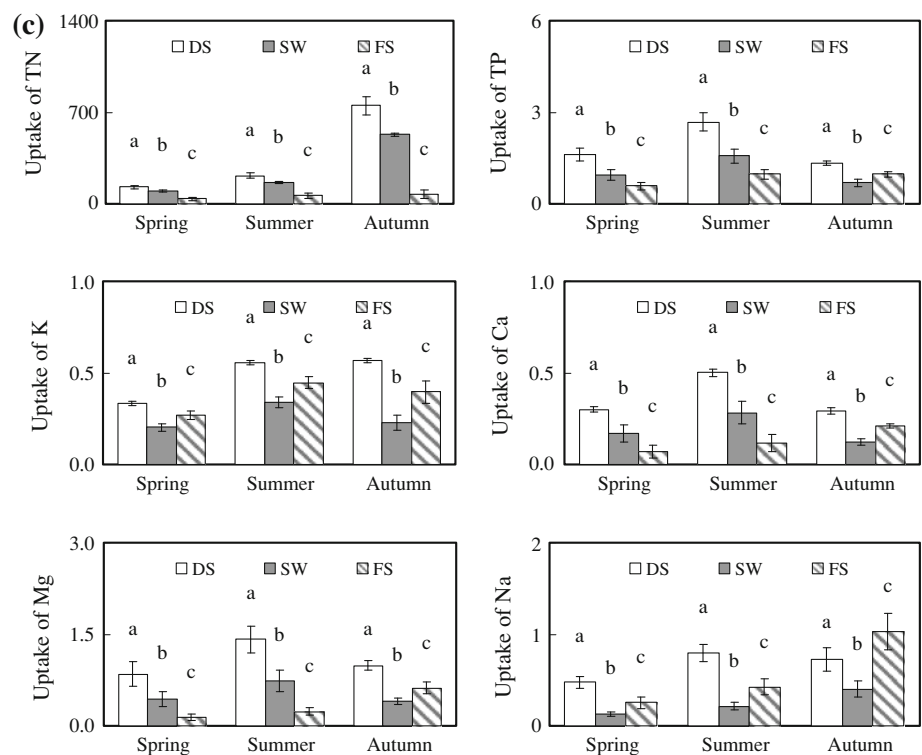 (c)
Uptake of TN
1400
700
0
DS SW FS
a b c
a b c
a b c
Spring Summer Autumn
Uptake of TP
6
3
0
DS SW FS
a b c
a b c
a b c
Spring Summer Autumn
Uptake of K
1.0
0.5
0.0
DS SW FS
a b c
a b c
a b c
Spring Summer Autumn
Uptake of Ca
1.0
0.5
0.0
DS SW FS
a b c
a b c
a b c
Spring Summer Autumn
Uptake of Mg
3.0
1.5
0.0
DS SW FS
a b c
a b c
a b c
Spring Summer Autumn
Uptake of Na
2
1
0
DS SW FS
a b c
a b c
a b c
Spring Summer Autumn